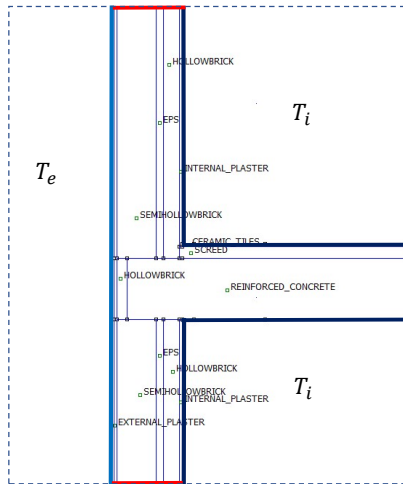 HOLLOWBRICK
T_i
EPS
T_e
INTERNAL_PLASTER
SEMIHOLLOWBRICK
CERAMIC_TILES
SCREED
HOLLOWBRICK
REINFORCED_CONCRETE
EPS
HOLLOWBRICK
T_i
SEMIHOLLOWBRICK
INTERNAL_PLASTER
EXTERNAL_PLASTER